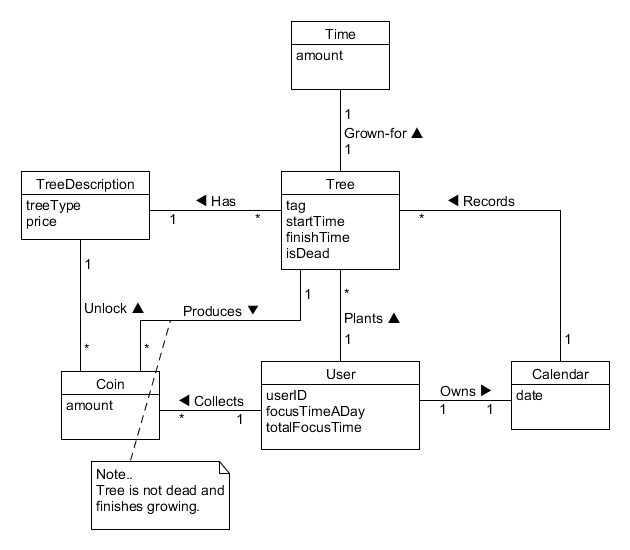 Time
amount
1
Grown-for ▲
1
TreeDescription
treeType
price
◀ Has
1
*
Tree
tag
startTime
finishTime
isDead
◀ Records
*
1
Unlock ▲
*
Produces ▼
1
*
*
Plants ▲
1
1
Coin
amount
◀ Collects
*
1
User
userID
focusTimeADay
totalFocusTime
Owns ▶
1
1
Calendar
date
Note..
Tree is not dead and
finishes growing.